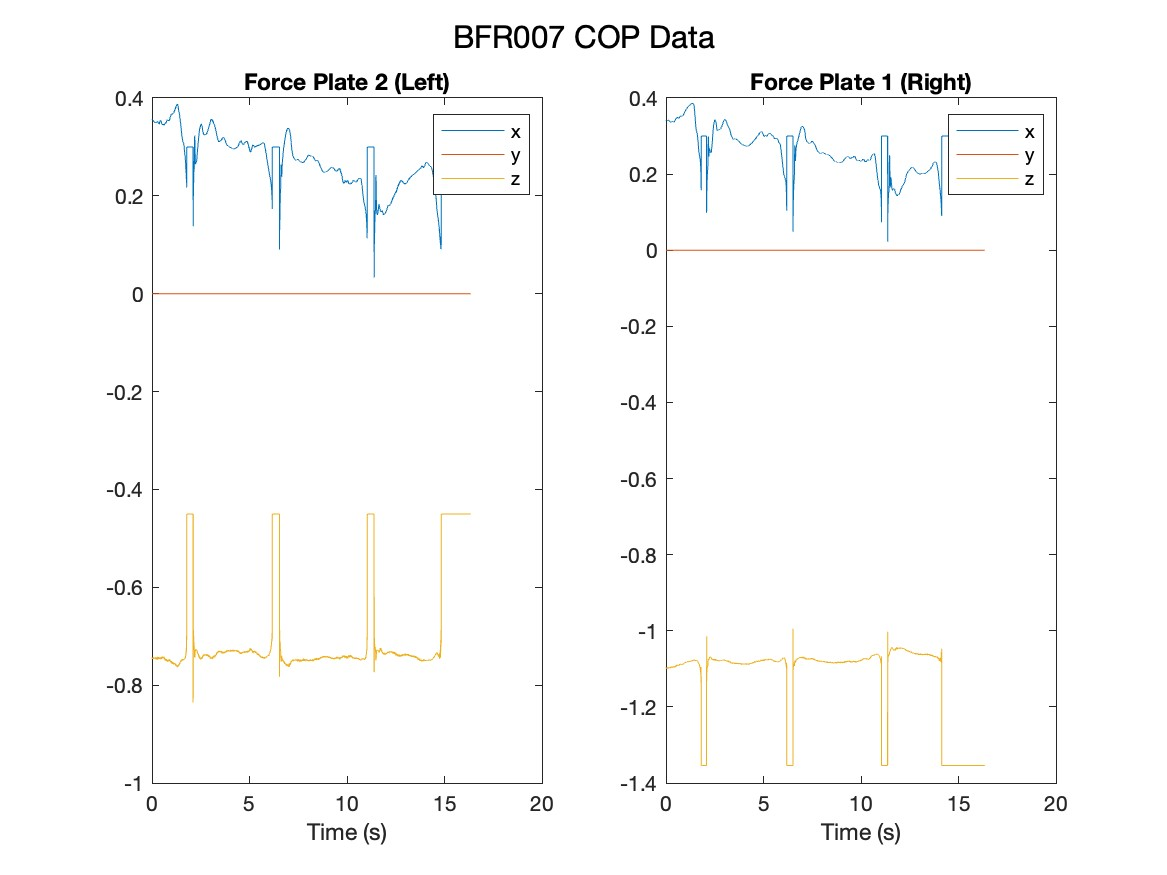 BFR007 COP Data
Force Plate 2 (Left)
0.4
0.2
0
-0.2
-0.4
-0.6
-0.8
-1
0 5 10 15 20
Time (s)
x
y
z
Force Plate 1 (Right)
0.4
0.2
0
-0.2
-0.4
-0.6
-0.8
-1
-1.2
-1.4
0 5 10 15 20
Time (s)
x
y
z